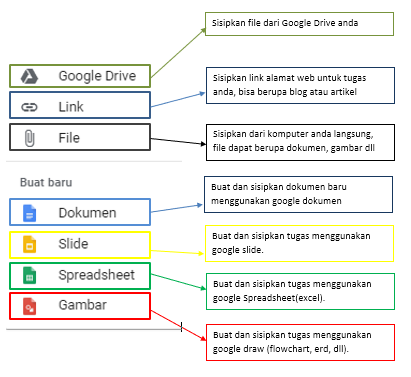 Sisipkan file dari Google Drive anda
Google Drive
Sisipkan link alamat web untuk tugas
anda, bisa berupa blog atau artikel
Link
Sisipkan dari komputer anda langsung,
file dapat berupa dokumen, gambar dll
File
Buat baru
Buat dan sisipkan dokumen baru
menggunakan google dokumen
Dokumen
Buat dan sisipkan tugas menggunakan
google slide.
Slide
Buat dan sisipkan tugas menggunakan
google Spreadsheet(excel).
Spreadsheet
Gambar
Buat dan sisipkan tugas menggunakan
google draw (flowchart, erd, dll).